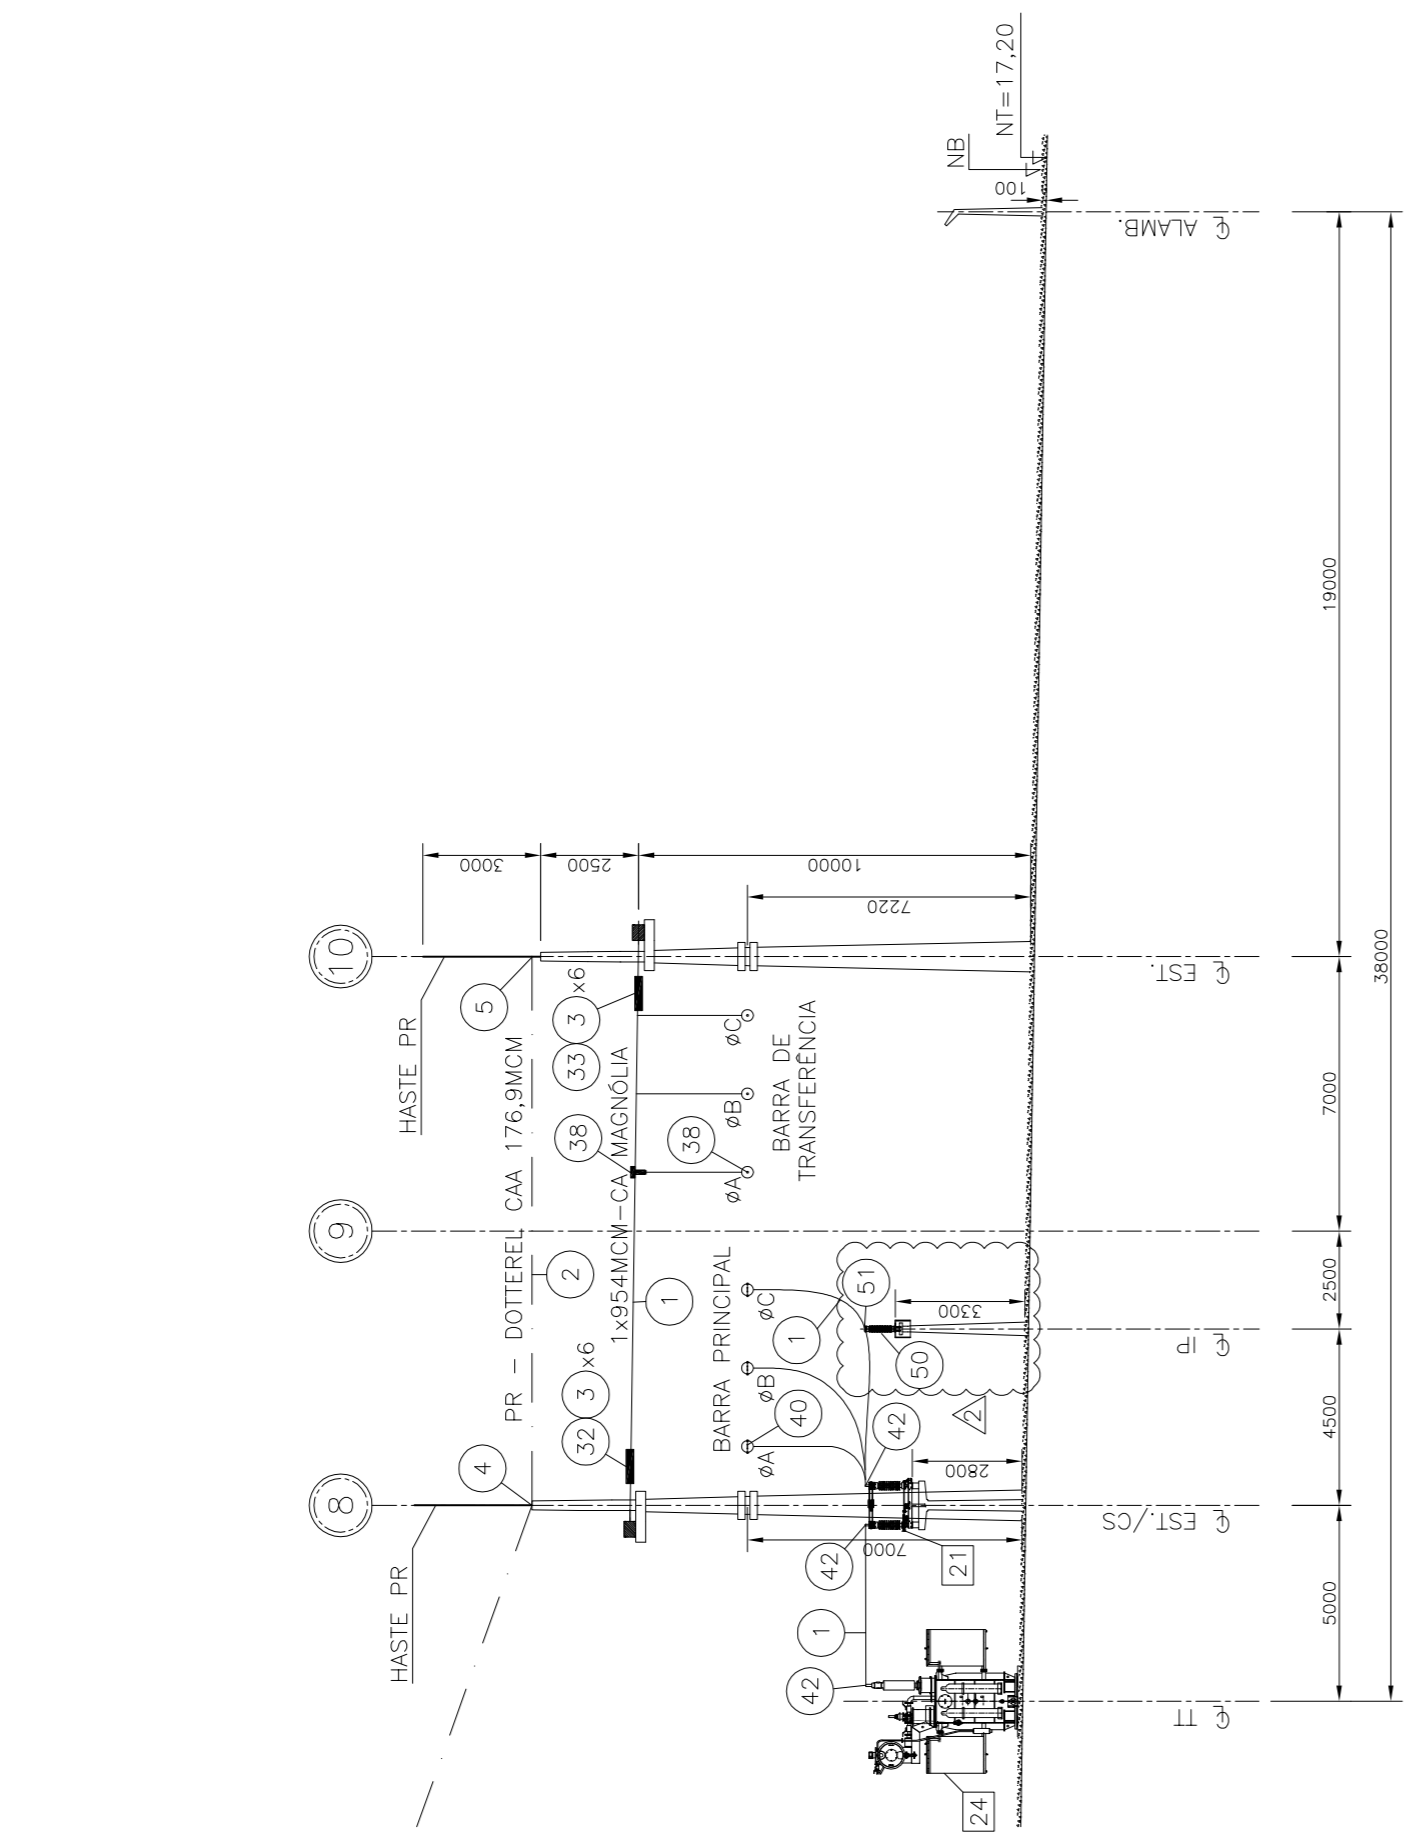 10
9
8
HASTE PR
HASTE PR
5
4
PR - DOTTEREL CAA 176,9MCM
2
33
3
x6
32
3
x6
38
38
1x954MCM-CA MAGNÓLIA
1
øC
øB
øA
BARRA DE
TRANSFERÊNCIA
BARRA PRINCIPAL
øC
øB
øA
40
1
51
50
42
42
42
1
21
24
2
3000
2500
10000
7220
3300
2800
7000
100
NB
NT=17,20
℄ ALAMB.
℄ EST.
℄ IP
℄ EST./CS
℄ TT
19000
7000
2500
4500
5000
38000